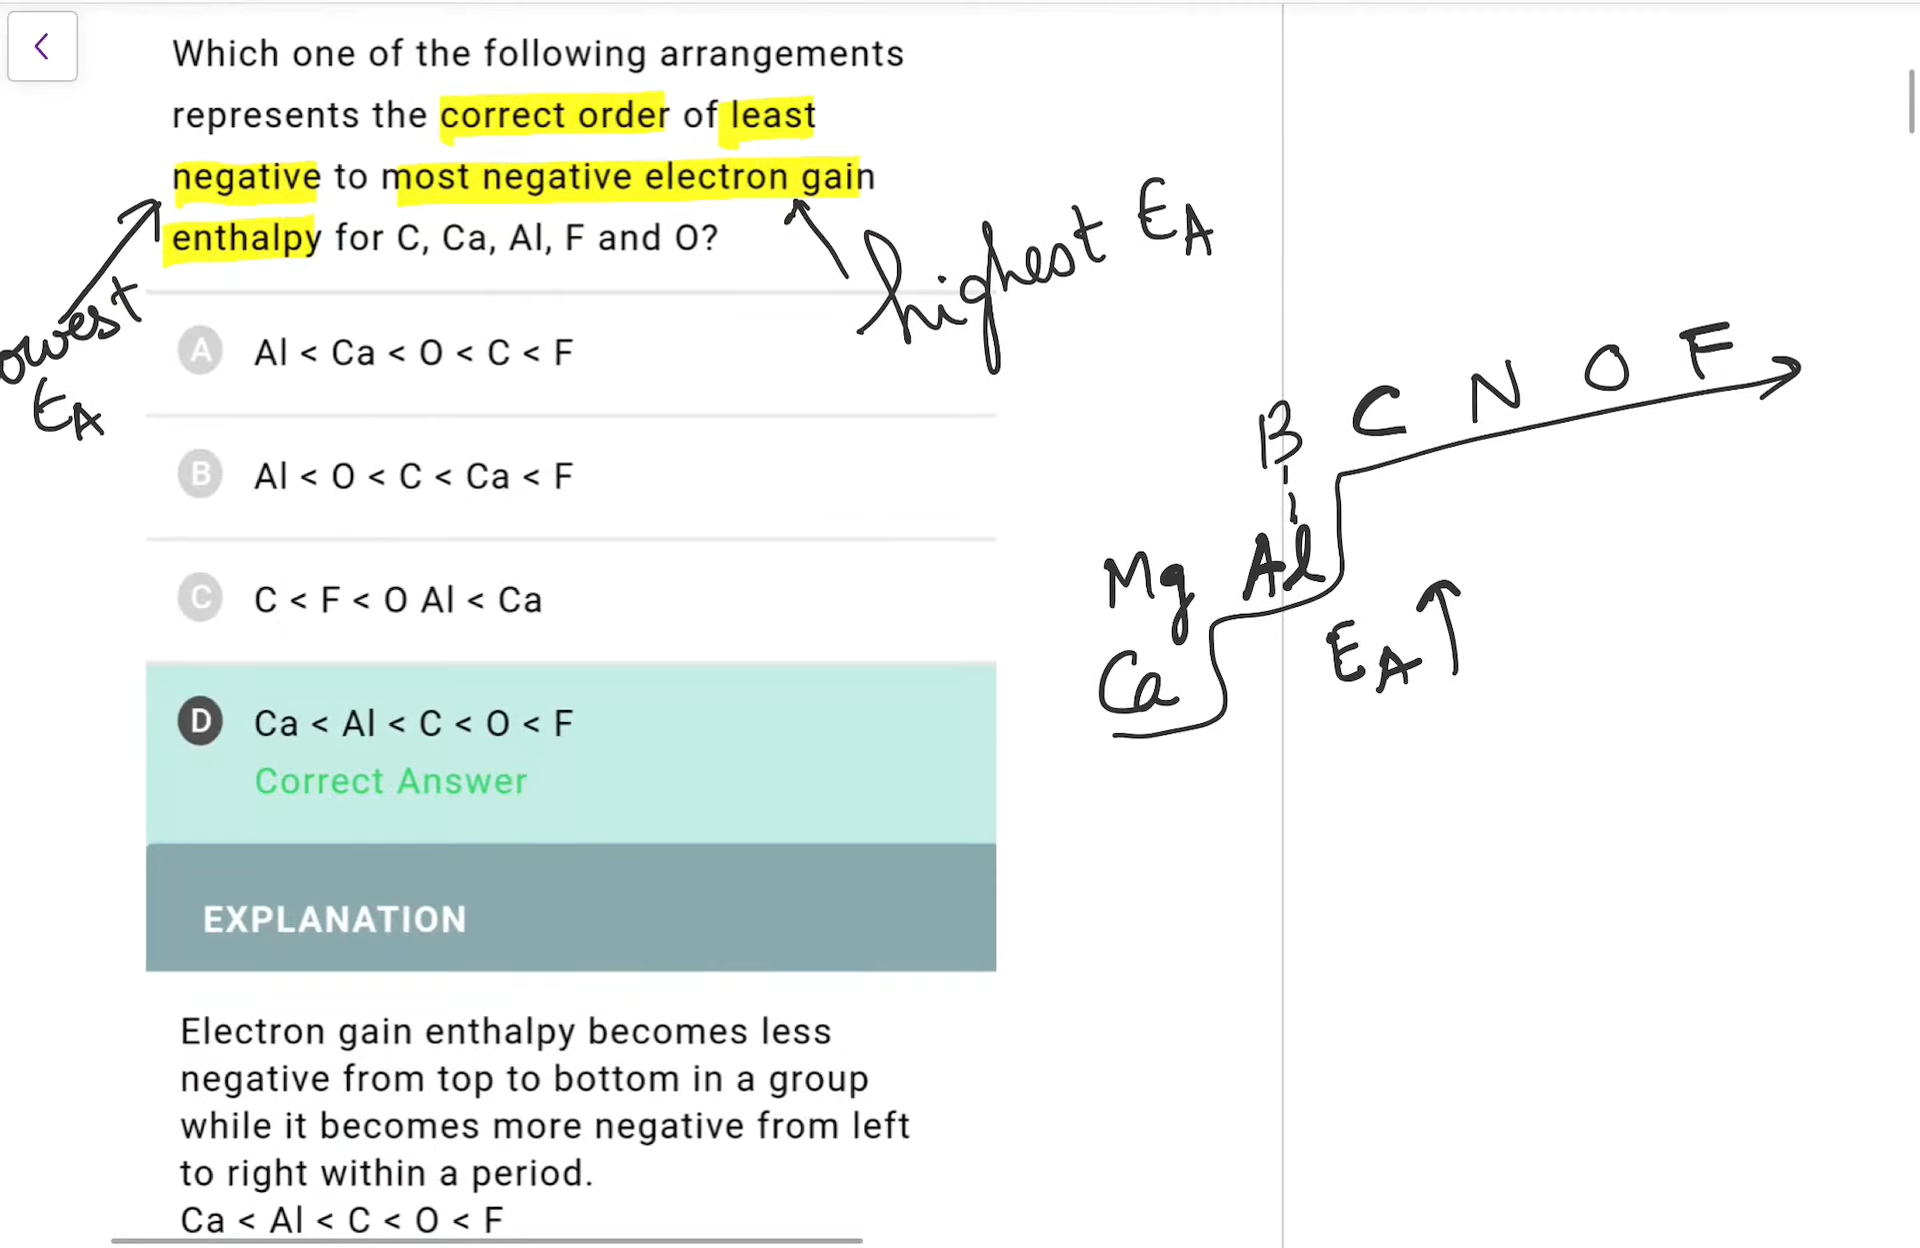 Which one of the following arrangements
represents the correct order of least
negative to most negative electron gain
enthalpy for C, Ca, Al, F and O?
highest EA
owest
EA
A Al < Ca < O < C < F
B Al < O < C < Ca < F
C C < F < O Al < Ca
D Ca < Al < C < O < F
Correct Answer
B C N O F
Mg Al
Ca
EA ↑
EXPLANATION
Electron gain enthalpy becomes less
negative from top to bottom in a group
while it becomes more negative from left
to right within a period.
Ca < Al < C < O < F